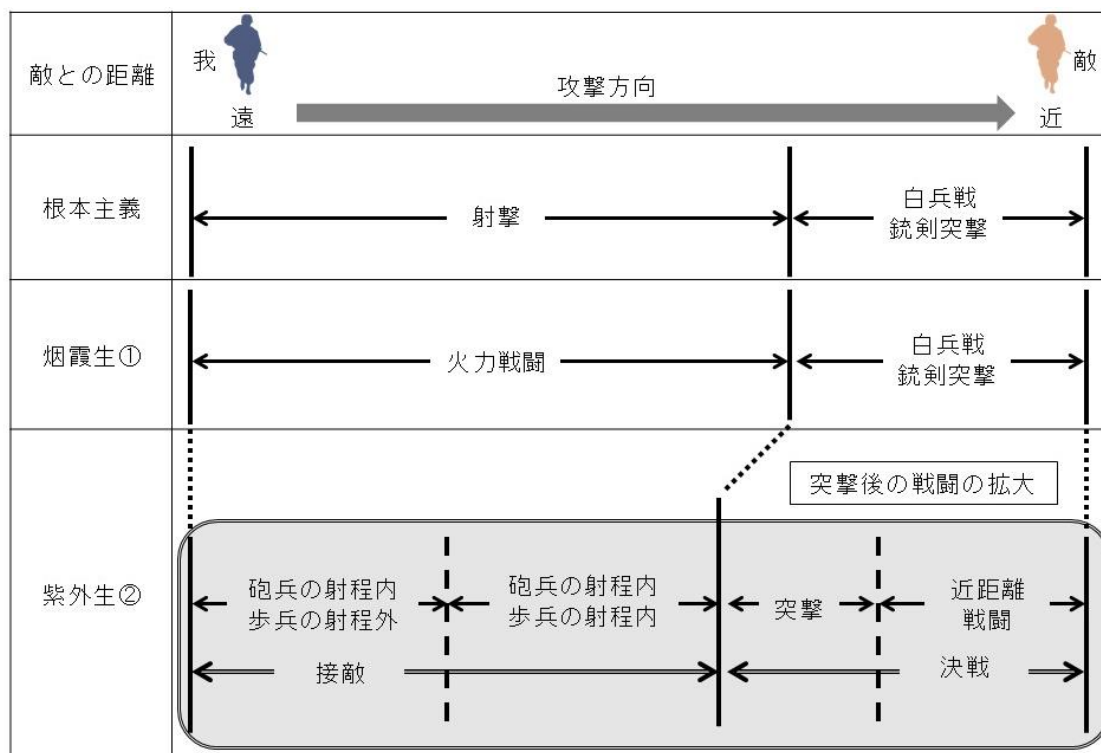 敵との距離
我
敵
攻撃方向
遠
近
根本主義
射撃
白兵戦
銃剣突撃
烟霞生①
火力戦闘
白兵戦
銃剣突撃
突撃後の戦闘の拡大
紫外生②
砲兵の射程内
歩兵の射程外
砲兵の射程内
歩兵の射程内
突撃
近距離
戦闘
接敵
決戦